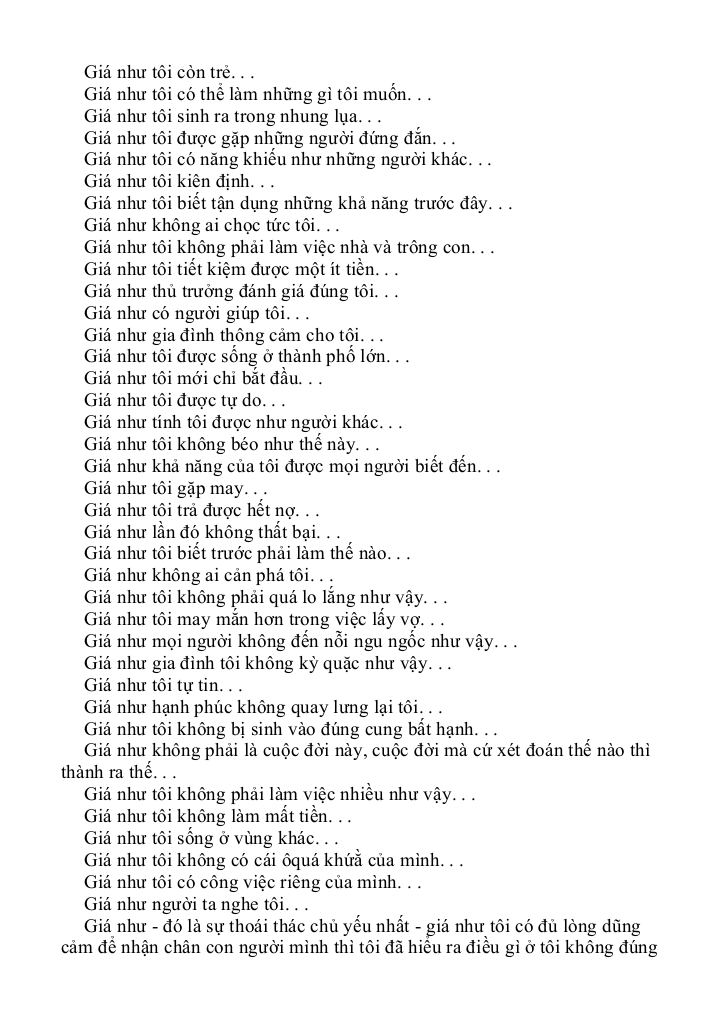 Giá như tôi còn trẻ. . .
Giá như tôi có thể làm những gì tôi muốn. . .
Giá như tôi sinh ra trong nhung lụa. . .
Giá như tôi được gặp những người đứng đắn. . .
Giá như tôi có năng khiếu như những người khác. . .
Giá như tôi kiên định. . .
Giá như tôi biết tận dụng những khả năng trước đây. . .
Giá như không ai chọc tức tôi. . .
Giá như tôi không phải làm việc nhà và trông con. . .
Giá như tôi tiết kiệm được một ít tiền. . .
Giá như thủ trưởng đánh giá đúng tôi. . .
Giá như có người giúp tôi. . .
Giá như gia đình thông cảm cho tôi. . .
Giá như tôi được sống ở thành phố lớn. . .
Giá như tôi mới chỉ bắt đầu. . .
Giá như tôi được tự do. . .
Giá như tính tôi được như người khác. . .
Giá như tôi không béo như thế này. . .
Giá như khả năng của tôi được mọi người biết đến. . .
Giá như tôi gặp may. . .
Giá như tôi trả được hết nợ. . .
Giá như lần đó không thất bại. . .
Giá như tôi biết trước phải làm thế nào. . .
Giá như không ai cản phá tôi. . .
Giá như tôi không phải quá lo lắng như vậy. . .
Giá như tôi may mắn hơn trong việc lấy vợ. . .
Giá như mọi người không đến nỗi ngu ngốc như vậy. . .
Giá như gia đình tôi không kỳ quặc như vậy. . .
Giá như tôi tự tin. . .
Giá như hạnh phúc không quay lưng lại tôi. . .
Giá như tôi không bị sinh vào đúng cung bất hạnh. . .
Giá như không phải là cuộc đời này, cuộc đời mà cứ xét đoán thế nào thì
thành ra thế. . .
Giá như tôi không phải làm việc nhiều như vậy. . .
Giá như tôi không làm mất tiền. . .
Giá như tôi sống ở vùng khác. . .
Giá như tôi không có cái ôquá khứằ của mình. . .
Giá như tôi có công việc riêng của mình. . .
Giá như người ta nghe tôi. . .
Giá như - đó là sự thoái thác chủ yếu nhất - giá như tôi có đủ lòng dũng
cảm để nhận chân con người mình thì tôi đã hiểu ra điều gì ở tôi không đúng